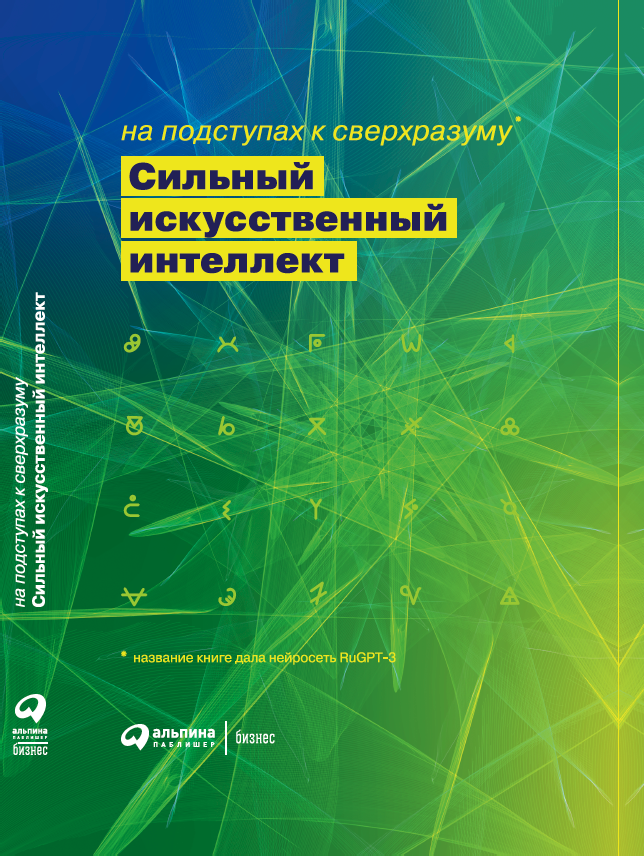 на подступах к сверхразуму*
Сильный
искусственный
интеллект
* название книге дала нейросеть RuGPT-3
альпина
ПАБЛИШЕР
бизнес
на подступах к сверхразуму
Сильный искусственный интеллект
альпина
ПАБЛИШЕР
бизнес